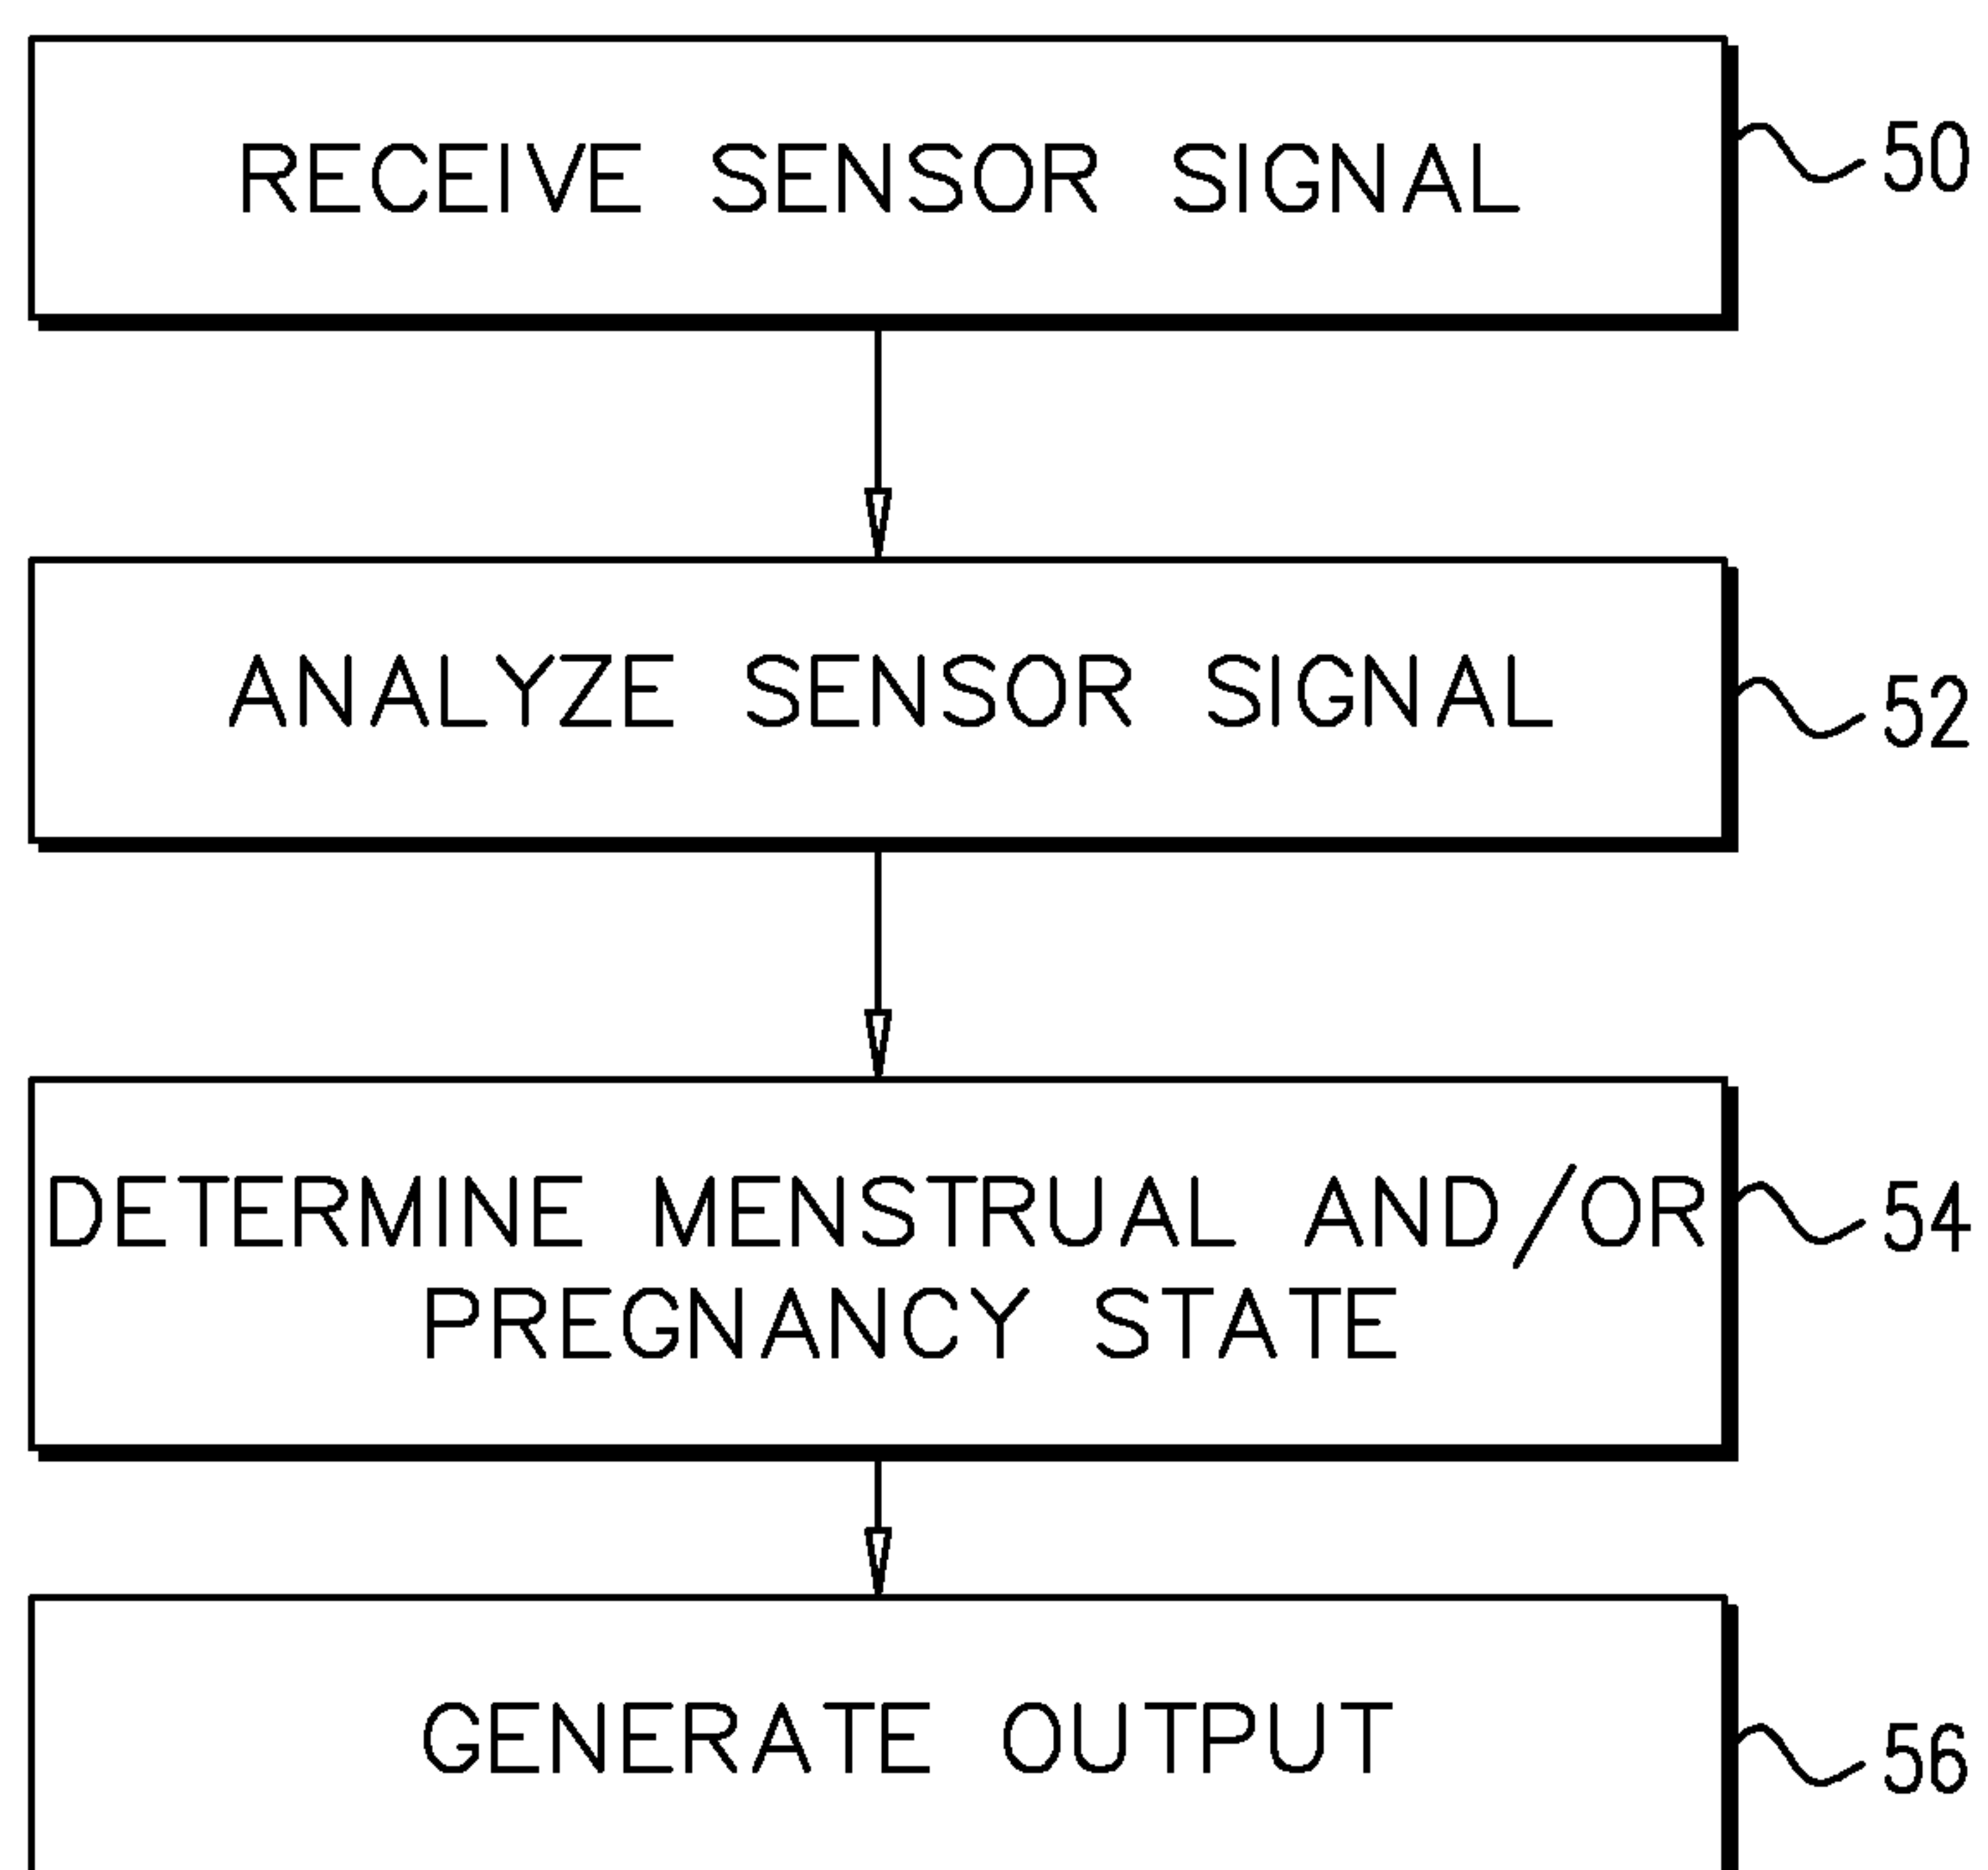 RECEIVE SENSOR SIGNAL
50
ANALYZE SENSOR SIGNAL
52
DETERMINE MENSTRUAL AND/OR
PREGNANCY STATE
54
GENERATE OUTPUT
56